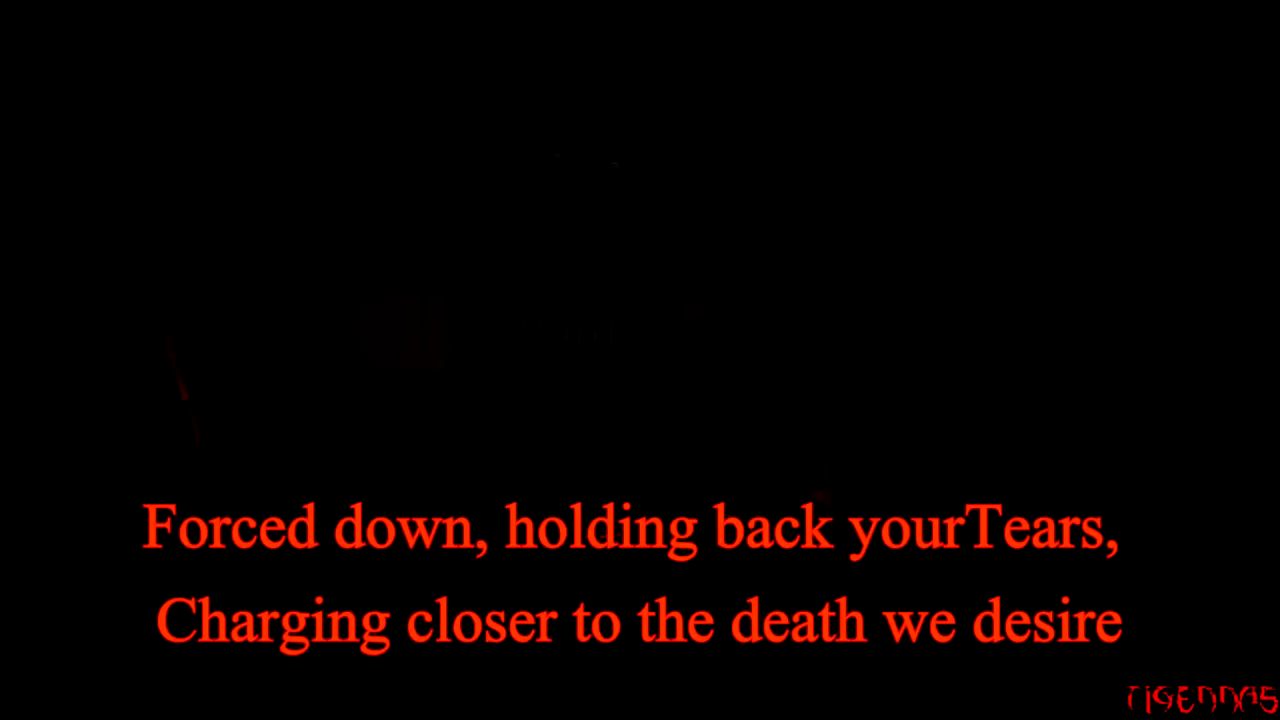 Forced down, holding back yourTears,
Charging closer to the death we desire